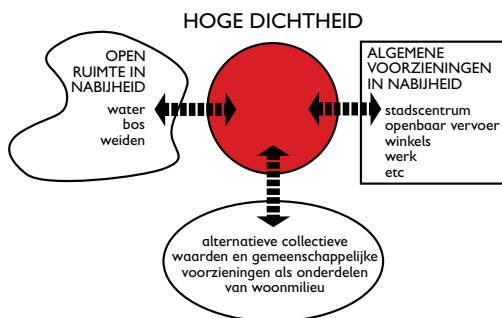 HOGE DICHTHEID
OPEN
RUIMTE IN
NABIJHEID
water
bos
weiden
ALGEMENE
VOORZIENINGEN
IN NABIJHEID
stadscentrum
openbaar vervoer
winkels
werk
etc
alternatieve collectieve
waarden en gemeenschappelijke
voorzieningen als onderdelen
van woonmilieu